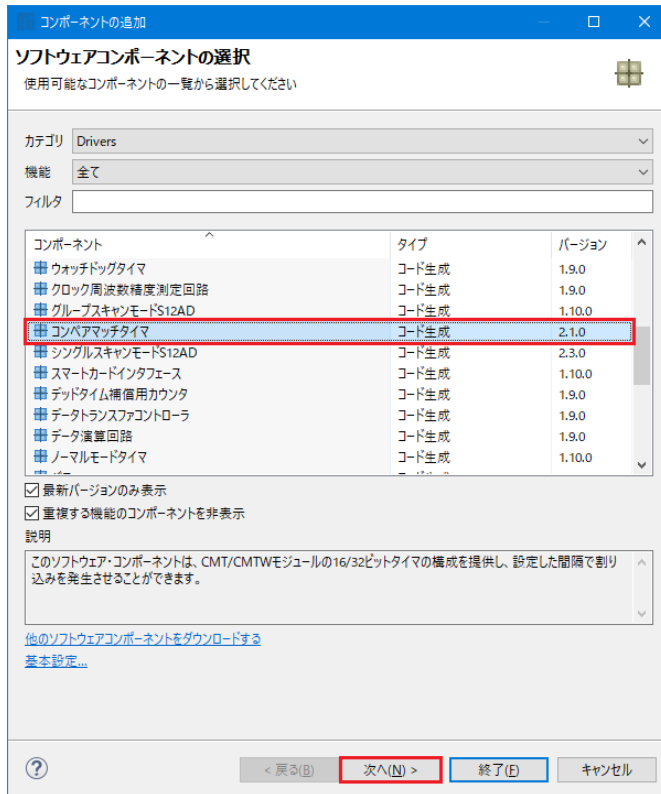 コンポーネントの追加
ソフトウェアコンポーネントの選択
使用可能なコンポーネントの一覧から選択してください
カテゴリ Drivers
機能 全て
フィルタ
コンポーネント タイプ バージョン
ウォッチドッグタイマ コード生成 1.9.0
クロック周波数精度測定回路 コード生成 1.9.0
グループスキャンモードS12AD コード生成 1.10.0
コンペアマッチタイマ コード生成 2.1.0
シングルスキャンモードS12AD コード生成 2.3.0
スマートカードインタフェース コード生成 1.10.0
デッドタイム補償用カウンタ コード生成 1.9.0
データトランスファコントローラ コード生成 1.9.0
データ演算回路 コード生成 1.9.0
ノーマルモードタイマ コード生成 1.10.0
最新バージョンのみ表示
重複する機能のコンポーネントを非表示
説明
このソフトウェア・コンポーネントは、CMT/CMTWモジュールの16/32ビットタイマの構成を提供し、設定した間隔で割り
込みを発生させることができます。
他のソフトウェアコンポーネントをダウンロードする
基本設定...
? < 戻る(B) 次へ(N) > 終了(F) キャンセル